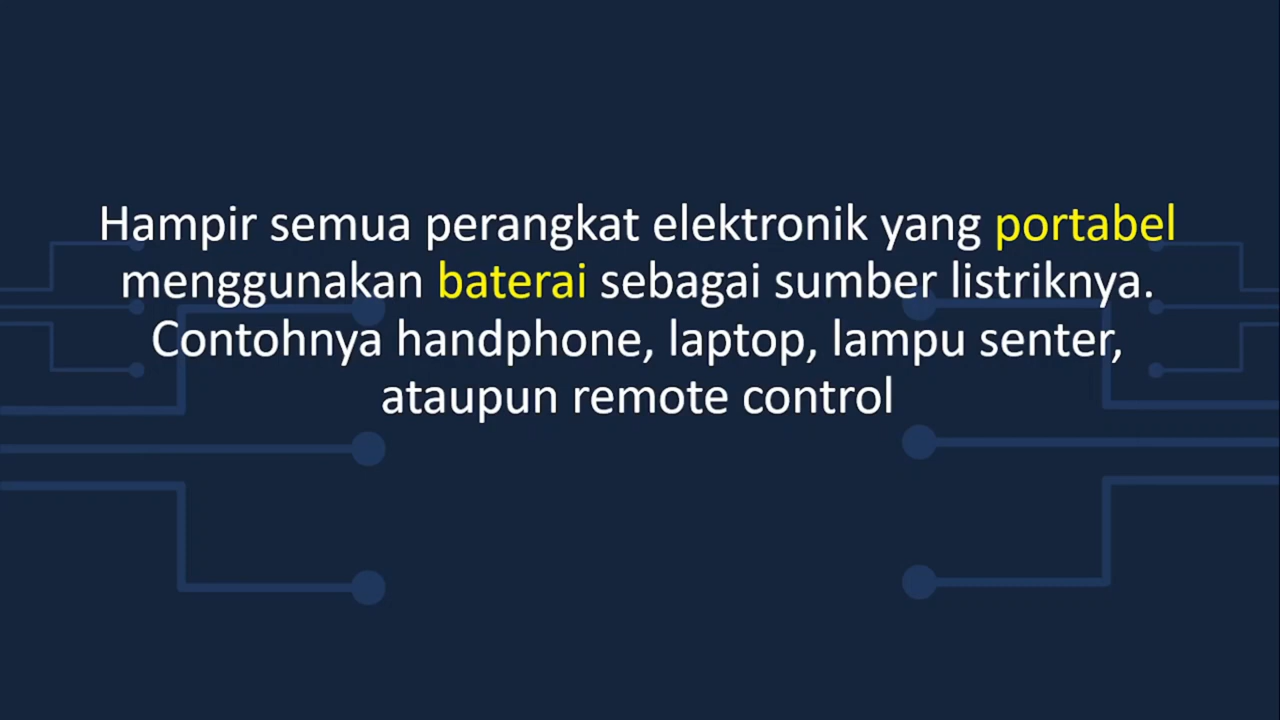 Hampir semua perangkat elektronik yang portabel
menggunakan baterai sebagai sumber listriknya.
Contohnya handphone, laptop, lampu senter,
ataupun remote control